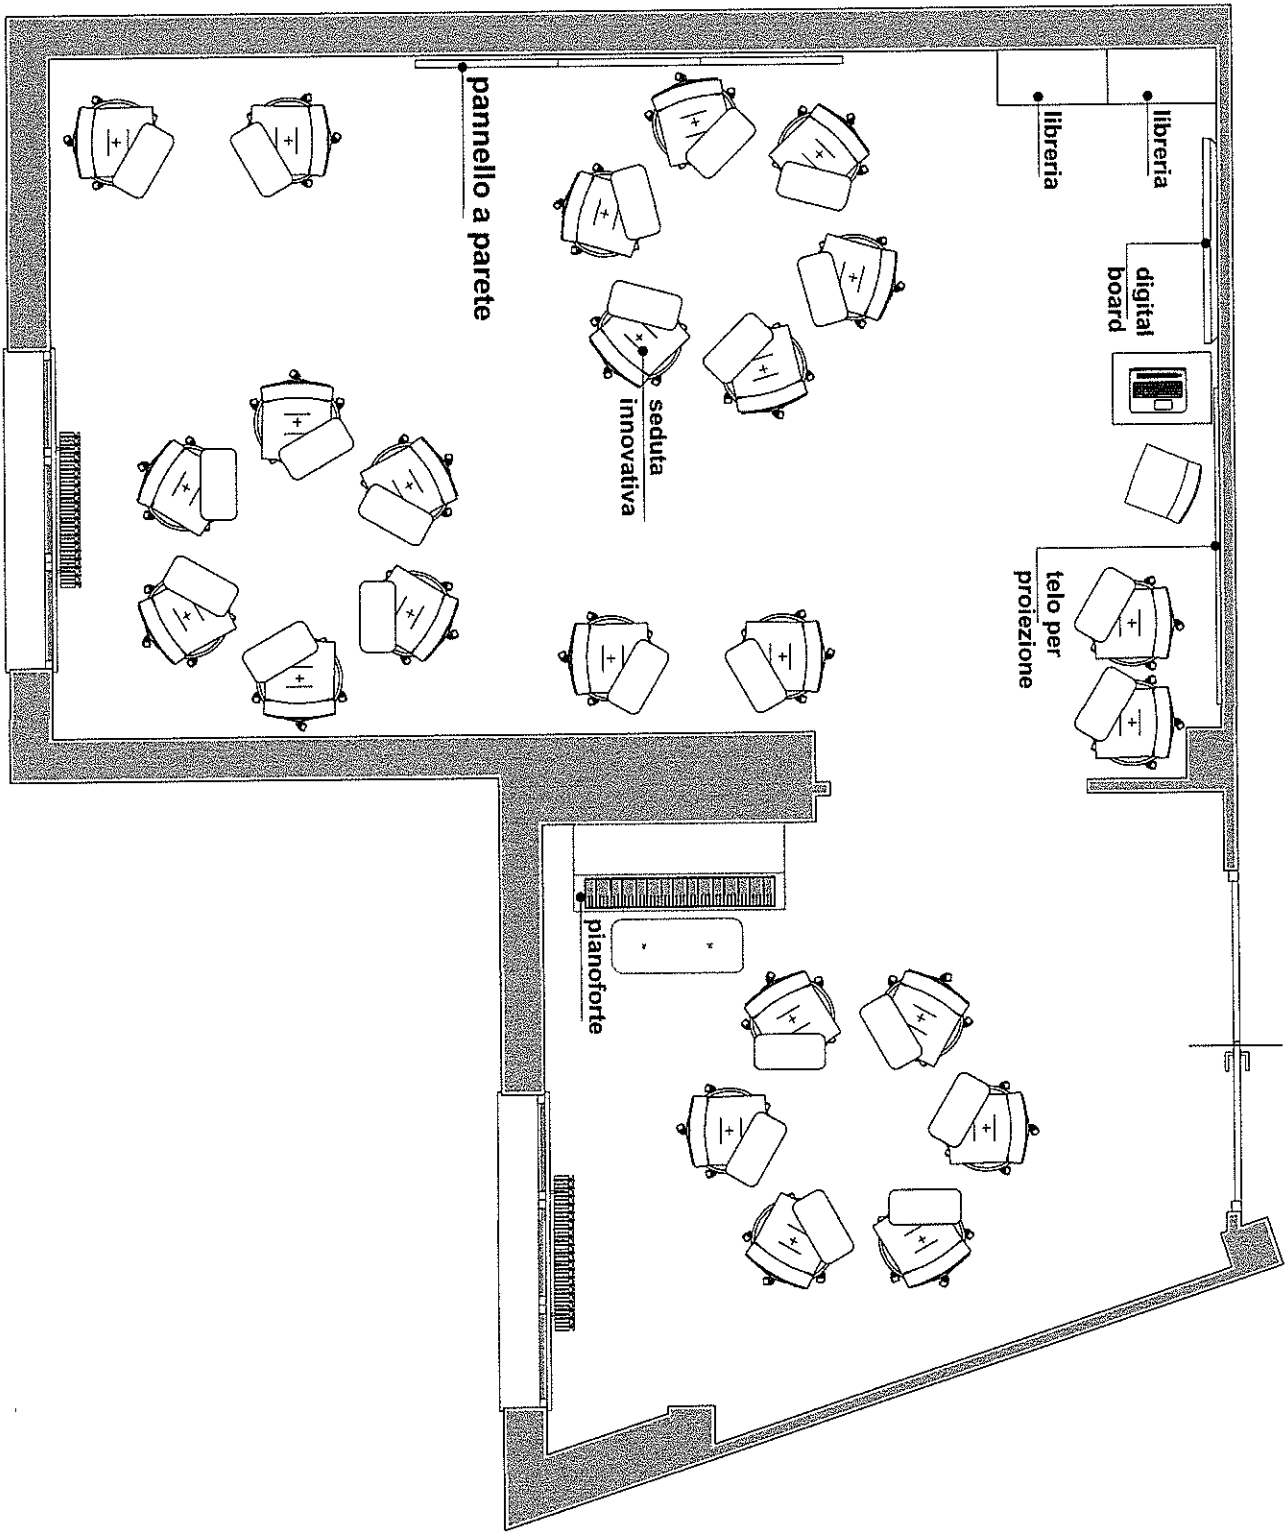 libreria
libreria
digital
board
telo per
proiezione
pannello a parete
seduta
innovativa
pianoforte